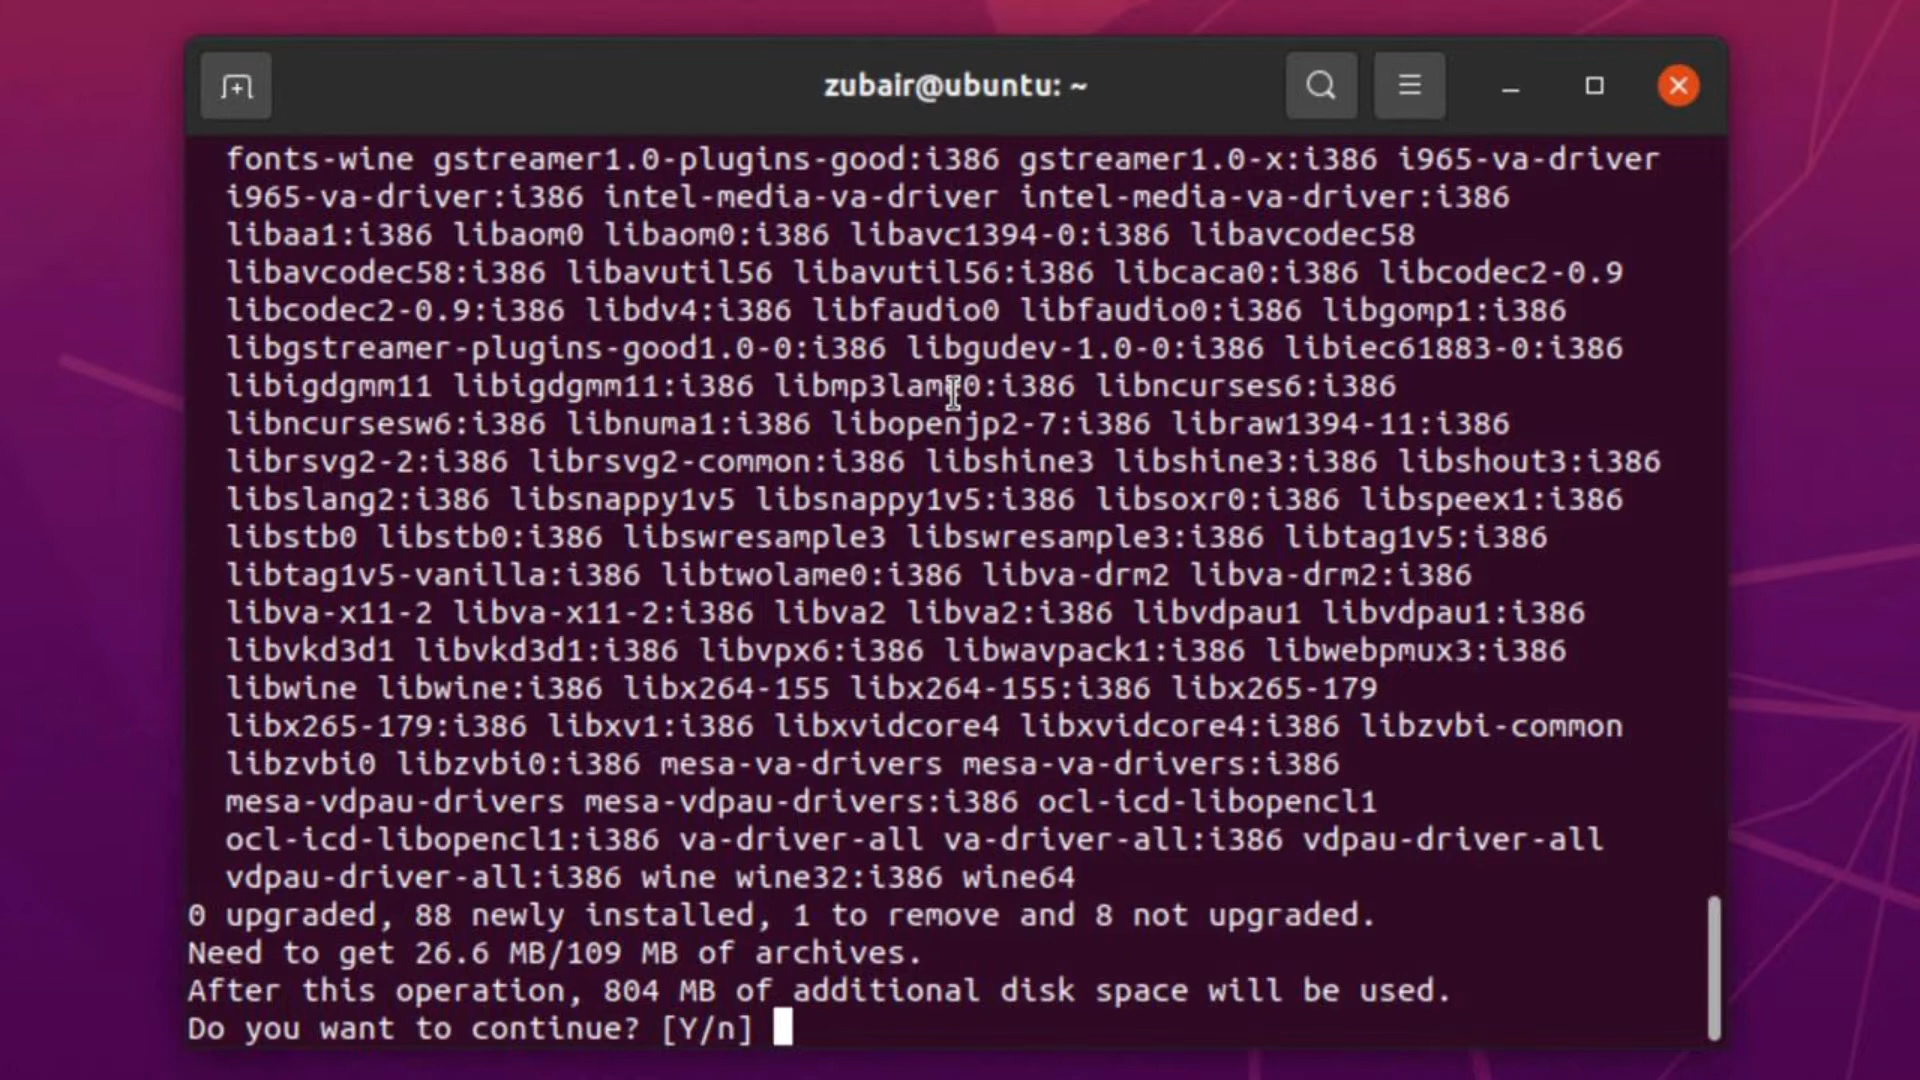 zubair@ubuntu: ~
fonts-wine gstreamer1.0-plugins-good:i386 gstreamer1.0-x:i386 i965-va-driver
i965-va-driver:i386 intel-media-va-driver intel-media-va-driver:i386
libaa1:i386 libaom0 libaom0:i386 libavc1394-0:i386 libavcodec58
libavcodec58:i386 libavutil56 libavutil56:i386 libcaca0:i386 libcodec2-0.9
libcodec2-0.9:i386 libdv4:i386 libfaudio0 libfaudio0:i386 libgomp1:i386
libgstreamer-plugins-good1.0-0:i386 libgudev-1.0-0:i386 libiec61883-0:i386
libigdgmm11 libigdgmm11:i386 libmp3lame0:i386 libncurses6:i386
libncursesw6:i386 libnuma1:i386 libopenjp2-7:i386 libraw1394-11:i386
librsvg2-2:i386 librsvg2-common:i386 libshine3 libshine3:i386 libshout3:i386
libslang2:i386 libsnappy1v5 libsnappy1v5:i386 libsoxr0:i386 libspeex1:i386
libstb0 libstb0:i386 libswresample3 libswresample3:i386 libtag1v5:i386
libtag1v5-vanilla:i386 libtwolame0:i386 libva-drm2 libva-drm2:i386
libva-x11-2 libva-x11-2:i386 libva2 libva2:i386 libvdpau1 libvdpau1:i386
libvkd3d1 libvkd3d1:i386 libvpx6:i386 libwavpack1:i386 libwebpmux3:i386
libwine libwine:i386 libx264-155 libx264-155:i386 libx265-179
libx265-179:i386 libxv1:i386 libxvidcore4 libxvidcore4:i386 libzvbi-common
libzvbi0 libzvbi0:i386 mesa-va-drivers mesa-va-drivers:i386
mesa-vdpau-drivers mesa-vdpau-drivers:i386 ocl-icd-libopencl1
ocl-icd-libopencl1:i386 va-driver-all va-driver-all:i386 vdpau-driver-all
vdpau-driver-all:i386 wine wine32:i386 wine64
0 upgraded, 88 newly installed, 1 to remove and 8 not upgraded.
Need to get 26.6 MB/109 MB of archives.
After this operation, 804 MB of additional disk space will be used.
Do you want to continue? [Y/n]